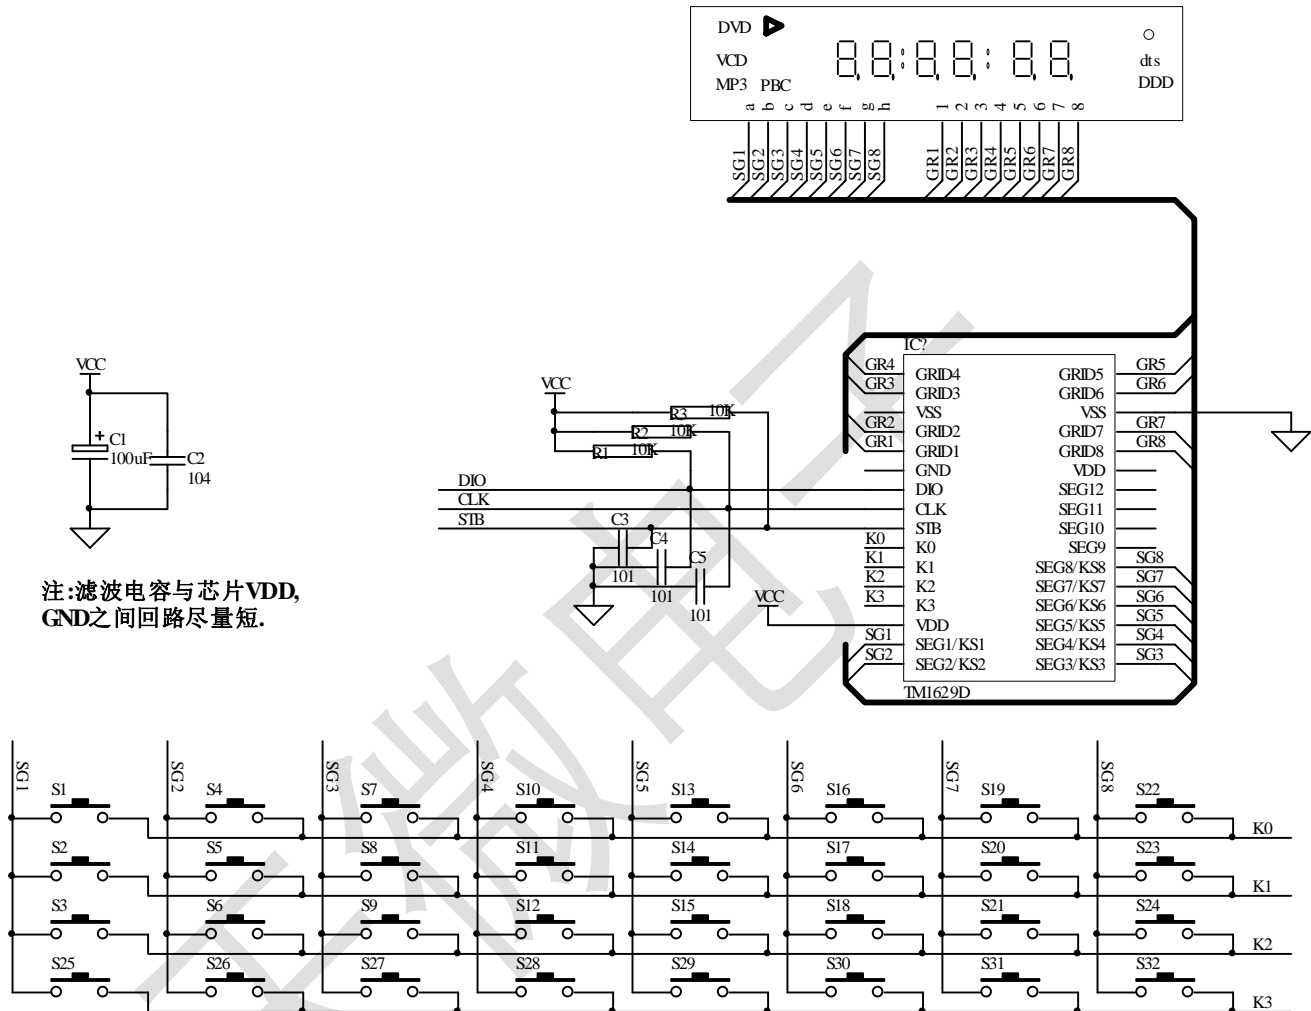 DVD
VCD
MP3 PBC
dts
DDD
a b c d e f g h 1 2 3 4 5 6 7 8
SG1 SG2 SG3 SG4 SG5 SG6 SG7 SG8 GR1 GR2 GR3 GR4 GR5 GR6 GR7 GR8
VCC
C1
100uF
C2
104
注:滤波电容与芯片VDD,
GND之间回路尽量短.
VCC
R3 10K
R2 10K
R1 10K
DIO
CLK
STB
C3
101
C4
101
C5
101
VCC
K0
K1
K2
K3
IC?
GR4 GRID4 GRID5 GR5
GR3 GRID3 GRID6 GR6
VSS VSS
GR2 GRID2 GRID7 GR7
GR1 GRID1 GRID8 GR8
GND VDD
DIO SEG12
CLK SEG11
STB SEG10
K0 SEG9
K1 SEG8/KS8 SG8
K2 SEG7/KS7 SG7
K3 SEG6/KS6 SG6
VDD SEG5/KS5 SG5
SG1 SEG1/KS1 SEG4/KS4 SG4
SG2 SEG2/KS2 SEG3/KS3 SG3
TM1629D
SG1 SG2 SG3 SG4 SG5 SG6 SG7 SG8
S1 S4 S7 S10 S13 S16 S19 S22
K0
S2 S5 S8 S11 S14 S17 S20 S23
K1
S3 S6 S9 S12 S15 S18 S21 S24
K2
S25 S26 S27 S28 S29 S30 S31 S32
K3
天微电子